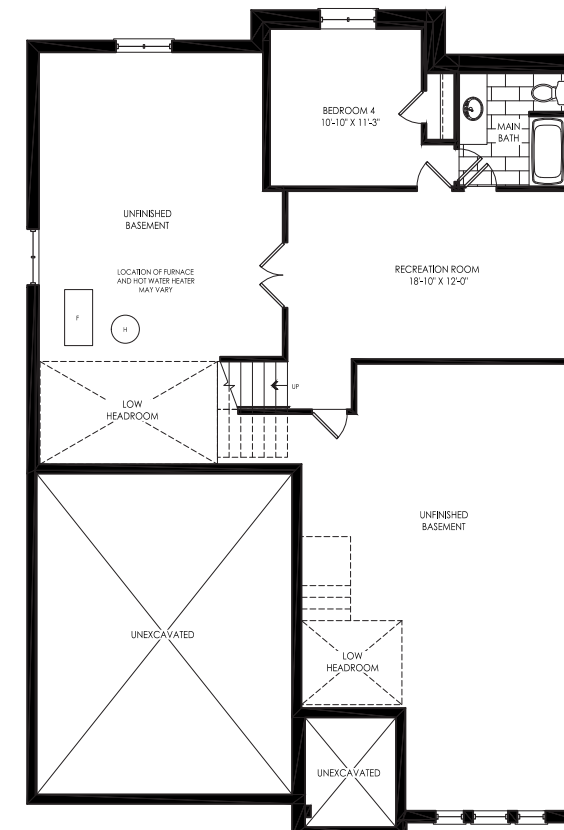 BEDROOM 4
10'-10" X 11'-3"
MAIN
BATH
UNFINISHED
BASEMENT
LOCATION OF FURNACE
AND HOT WATER HEATER
MAY VARY
RECREATION ROOM
18'-10" X 12'-0"
F
H
UP
LOW
HEADROOM
UNFINISHED
BASEMENT
UNEXCAVATED
LOW
HEADROOM
UNEXCAVATED